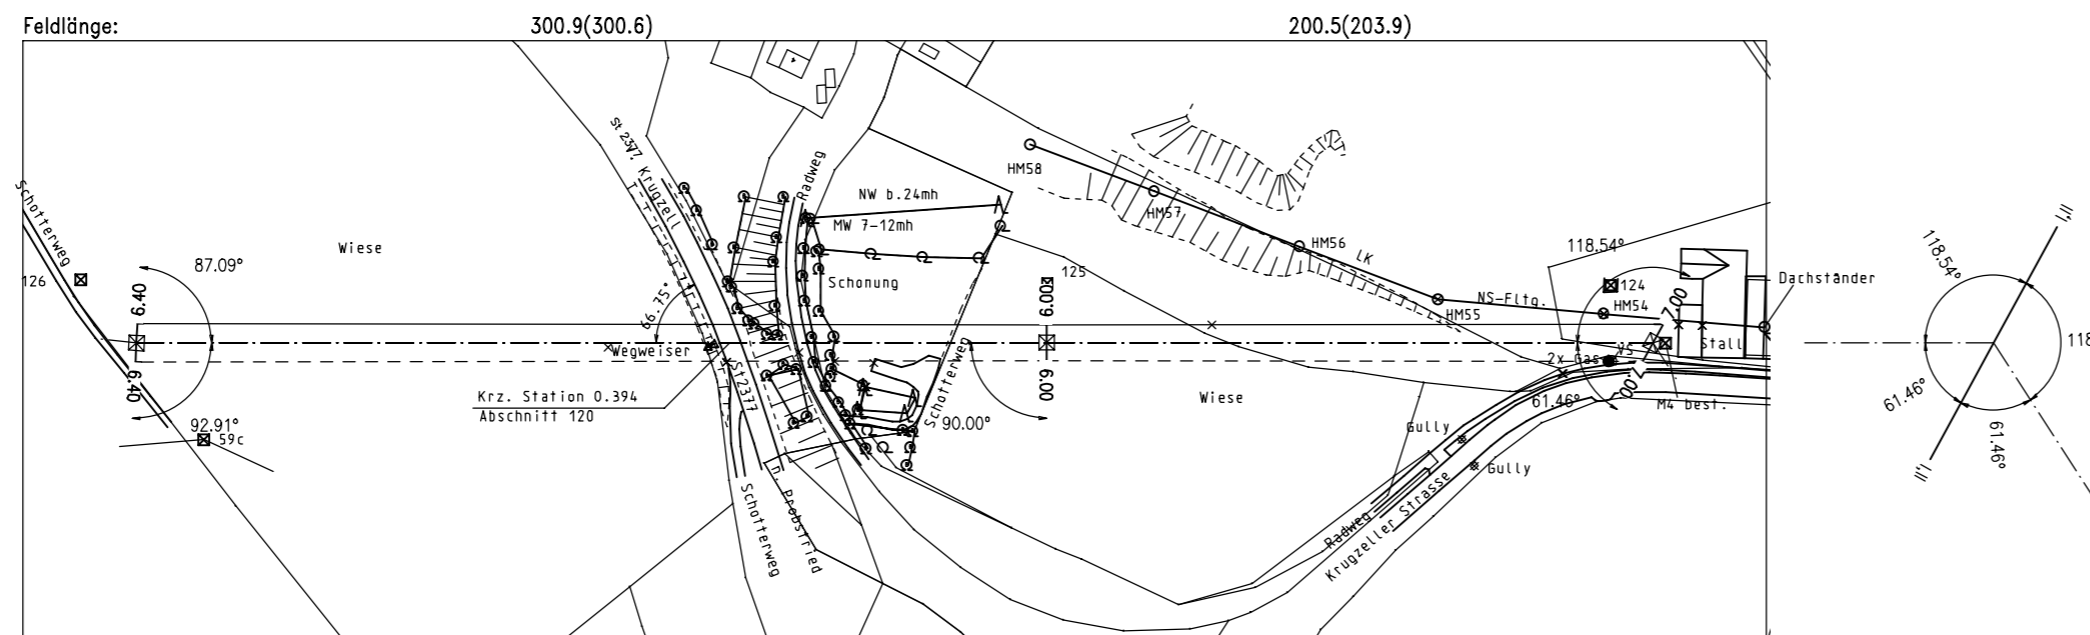 Feldlänge:
300.9(300.6)
200.5(203.9)
St 2377
v. Krugzell
Radweg
NW b.24mh
MW 7-12mh
HM58
HM57
HM56
LK
118.54°
Schotterweg
Wiese
87.09°
126
6.40
66.75°
Schonung
125
6.00
NS-Fltg.
124
HM54
HM55
7.00
Dachständer
Wegweiser
St2377
2x Gas
VS
Stall
6.40
6.00
7.00
Krz. Station 0.394
Abschnitt 120
Schotterweg
Wiese
61.46°
M4 best.
92.91°
59c
90.00°
Gully
Gully
Schotterweg
n. Probstried
Radweg
Krugzeller Strasse
I,II
118.54°
118
61.46°
61.46°
I,II